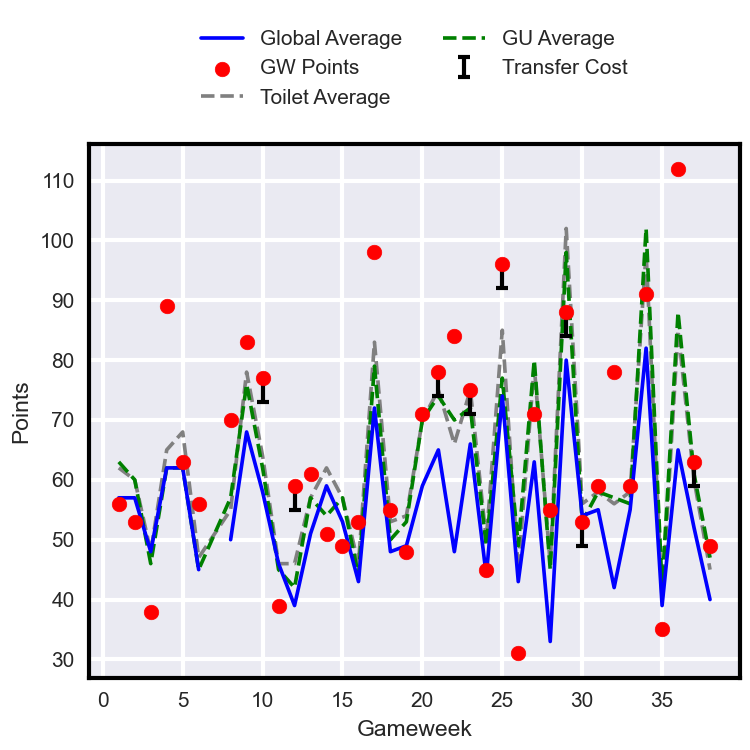 Global Average
GW Points
Toilet Average
GU Average
Transfer Cost
110
100
90
80
70
60
50
40
30
Points
0 5 10 15 20 25 30 35
Gameweek